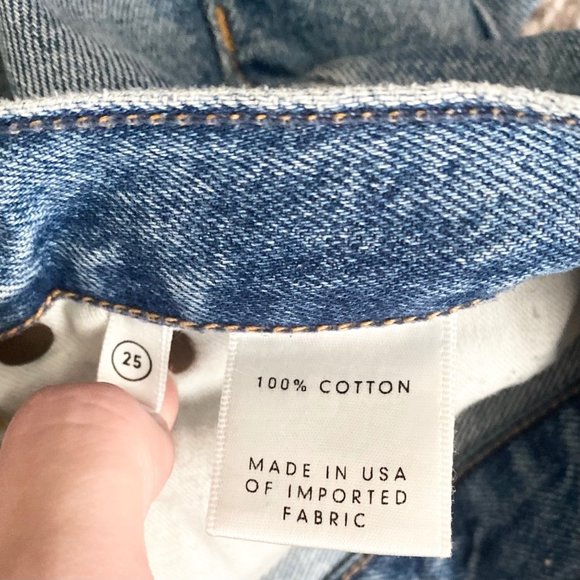 25
100% COTTON
MADE IN USA
OF IMPORTED
FABRIC